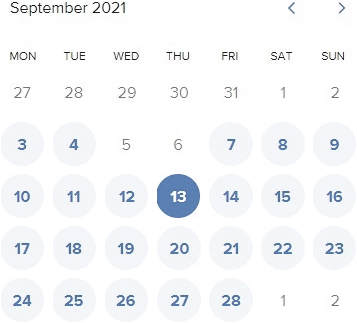 September 2021 < >
MON TUE WED THU FRI SAT SUN
27 28 29 30 31 1 2
3 4 5 6 7 8 9
10 11 12 13 14 15 16
17 18 19 20 21 22 23
24 25 26 27 28 1 2